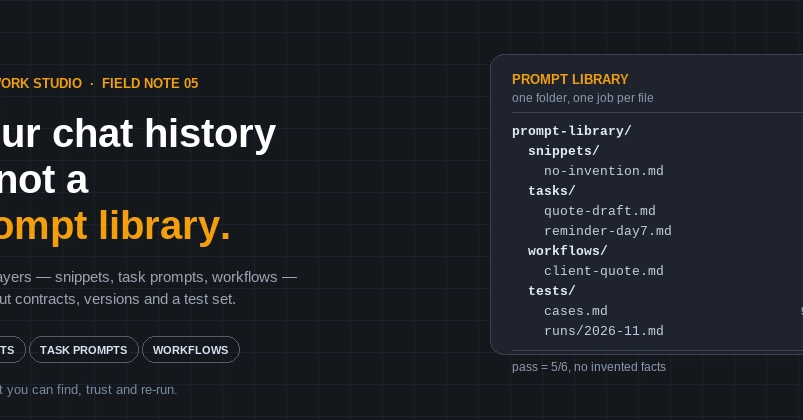 WORK STUDIO · FIELD NOTE 05
ur chat history
not a
ompt library.
ayers — snippets, task prompts, workflows —
ut contracts, versions and a test set.
TS
TASK PROMPTS
WORKFLOWS
t you can find, trust and re-run.
PROMPT LIBRARY
one folder, one job per file
prompt-library/
snippets/
no-invention.md
tasks/
quote-draft.md
reminder-day7.md
workflows/
client-quote.md
tests/
cases.md
runs/2026-11.md
pass = 5/6, no invented facts